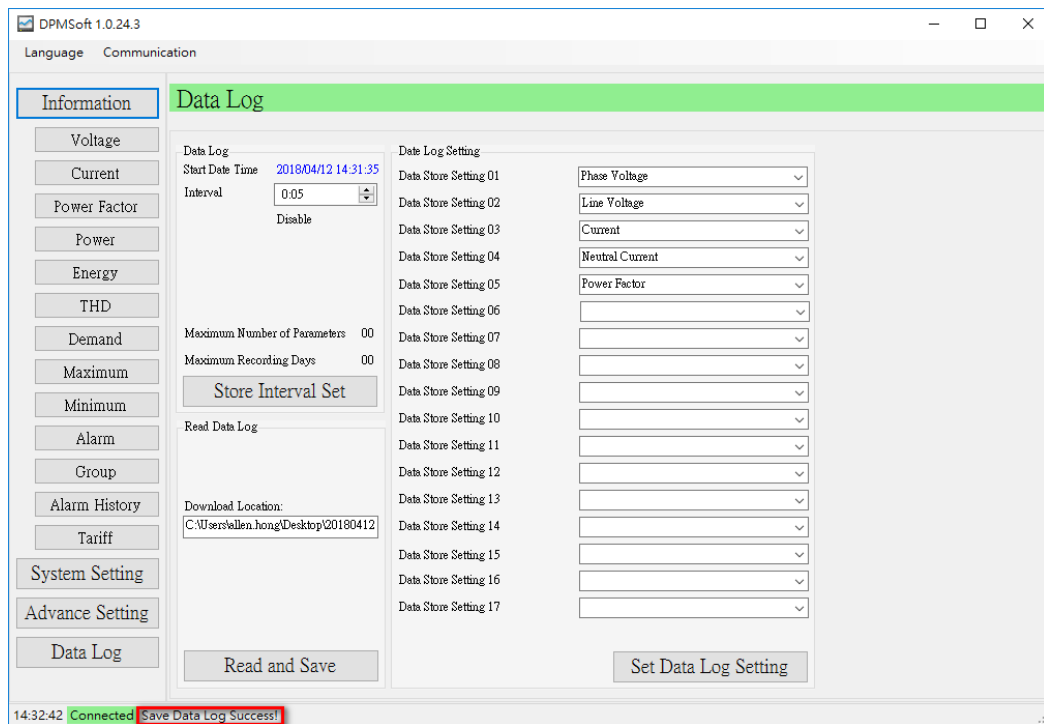 DPMSoft 1.0.24.3
Language Communication
Information
Voltage
Current
Power Factor
Power
Energy
THD
Demand
Maximum
Minimum
Alarm
Group
Alarm History
Tariff
System Setting
Advance Setting
Data Log
Data Log
Data Log
Start Date Time 2018/04/12 14:31:35
Interval 0:05
Disable
Maximum Number of Parameters 00
Maximum Recording Days 00
Store Interval Set
Read Data Log
Download Location:
C:\Users\allen.hong\Desktop\20180412
Read and Save
Date Log Setting
Data Store Setting 01 Phase Voltage
Data Store Setting 02 Line Voltage
Data Store Setting 03 Current
Data Store Setting 04 Neutral Current
Data Store Setting 05 Power Factor
Data Store Setting 06
Data Store Setting 07
Data Store Setting 08
Data Store Setting 09
Data Store Setting 10
Data Store Setting 11
Data Store Setting 12
Data Store Setting 13
Data Store Setting 14
Data Store Setting 15
Data Store Setting 16
Data Store Setting 17
Set Data Log Setting
14:32:42 Connected Save Data Log Success!